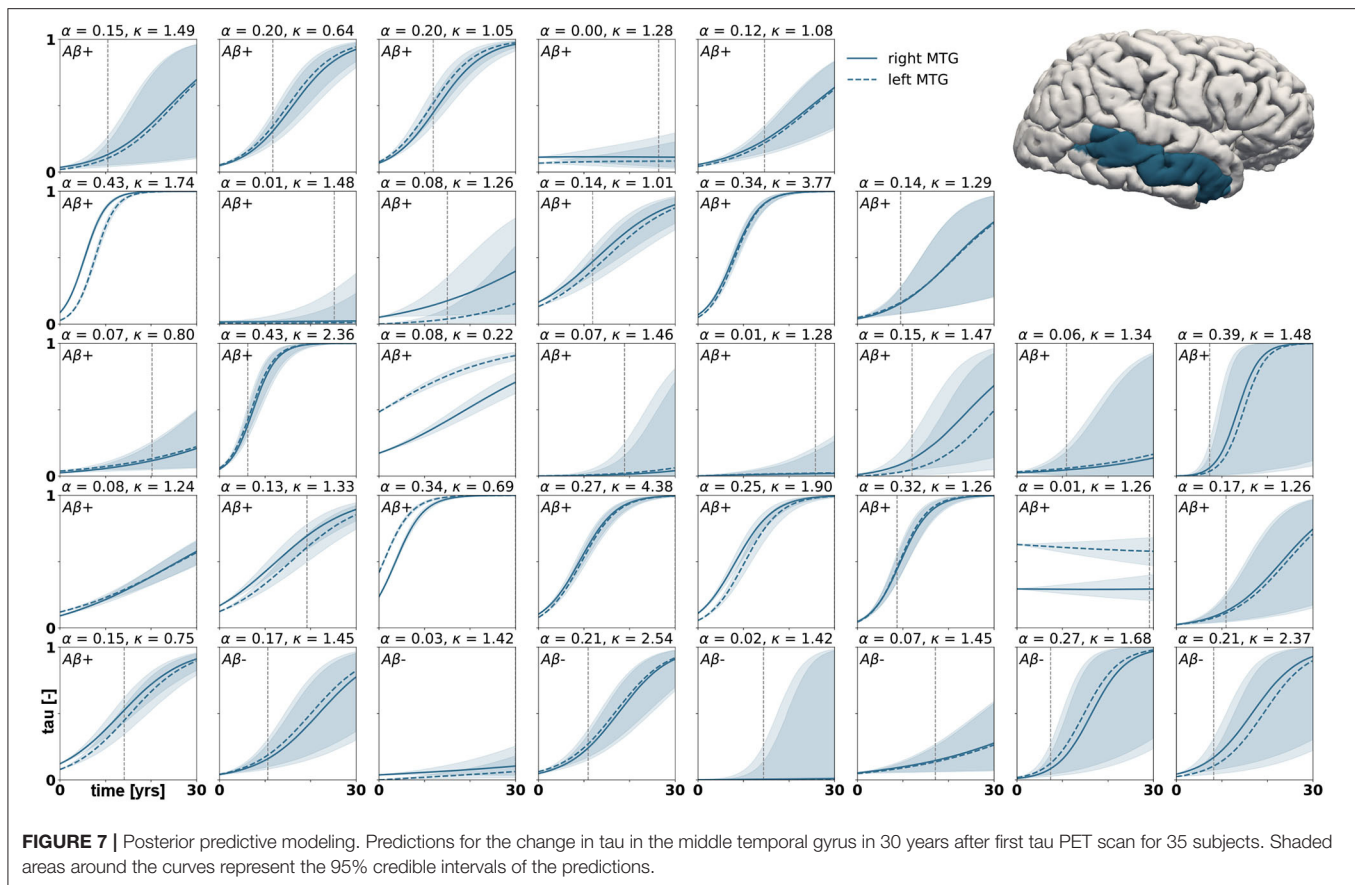 α = 0.15, κ = 1.49 α = 0.20, κ = 0.64 α = 0.20, κ = 1.05 α = 0.00, κ = 1.28 α = 0.12, κ = 1.08
1 Aβ+ Aβ+ Aβ+ Aβ+ Aβ+
right MTG
left MTG
0
α = 0.43, κ = 1.74 α = 0.01, κ = 1.48 α = 0.08, κ = 1.26 α = 0.14, κ = 1.01 α = 0.34, κ = 3.77 α = 0.14, κ = 1.29
1 Aβ+ Aβ+ Aβ+ Aβ+ Aβ+ Aβ+
0
α = 0.07, κ = 0.80 α = 0.43, κ = 2.36 α = 0.08, κ = 0.22 α = 0.07, κ = 1.46 α = 0.01, κ = 1.28 α = 0.15, κ = 1.47 α = 0.06, κ = 1.34 α = 0.39, κ = 1.48
1 Aβ+ Aβ+ Aβ+ Aβ+ Aβ+ Aβ+ Aβ+ Aβ+
0
α = 0.08, κ = 1.24 α = 0.13, κ = 1.33 α = 0.34, κ = 0.69 α = 0.27, κ = 4.38 α = 0.25, κ = 1.90 α = 0.32, κ = 1.26 α = 0.01, κ = 1.26 α = 0.17, κ = 1.26
1 Aβ+ Aβ+ Aβ+ Aβ+ Aβ+ Aβ+ Aβ+ Aβ+
0
α = 0.15, κ = 0.75 α = 0.17, κ = 1.45 α = 0.03, κ = 1.42 α = 0.21, κ = 2.54 α = 0.02, κ = 1.42 α = 0.07, κ = 1.45 α = 0.27, κ = 1.68 α = 0.21, κ = 2.37
1 Aβ+ Aβ- Aβ- Aβ- Aβ- Aβ- Aβ- Aβ-
tau [-]
0
0 time [yrs] 30 0 30 0 30 0 30 0 30 0 30 0 30 0 30
FIGURE 7 | Posterior predictive modeling. Predictions for the change in tau in the middle temporal gyrus in 30 years after first tau PET scan for 35 subjects. Shaded
areas around the curves represent the 95% credible intervals of the predictions.